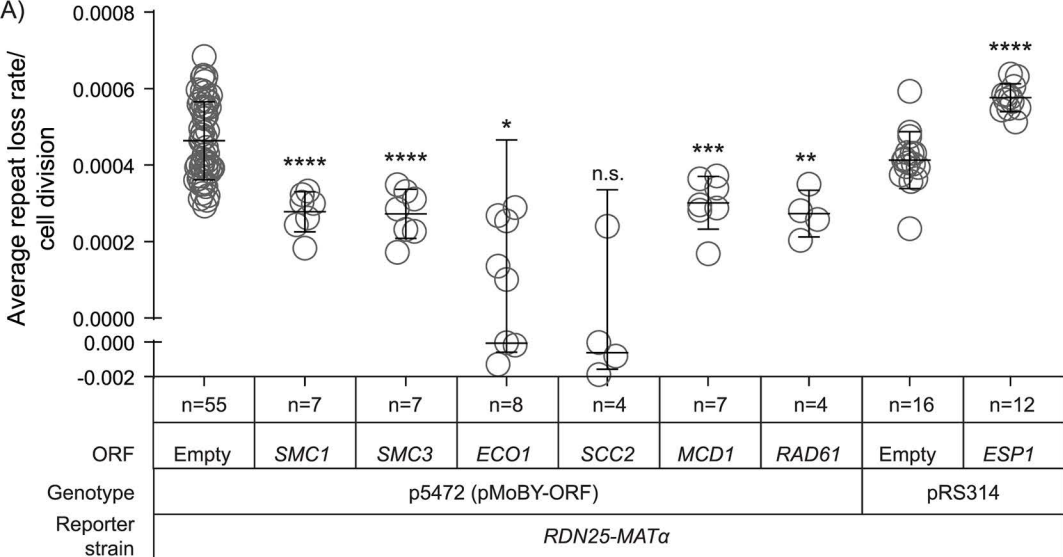 A)
Average repeat loss rate/
cell division
0.0008
0.0006
0.0004
0.0002
0.0000
0.000
-0.002
**** **** * n.s. *** ** ****
n=55 n=7 n=7 n=8 n=4 n=7 n=4 n=16 n=12
ORF Empty SMC1 SMC3 ECO1 SCC2 MCD1 RAD61 Empty ESP1
Genotype p5472 (pMoBY-ORF) pRS314
Reporter
strain RDN25-MATα